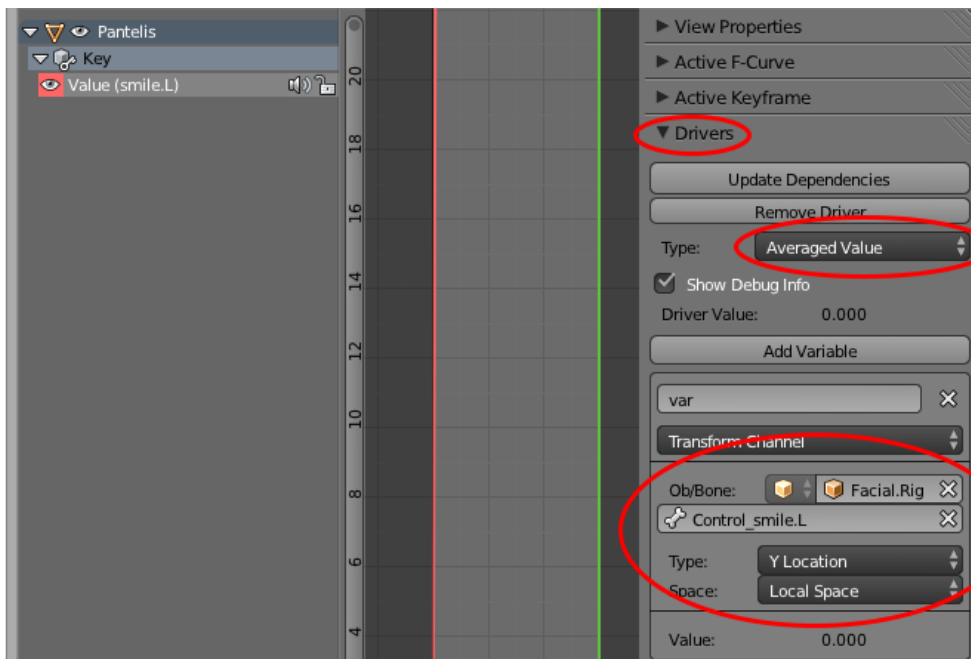 Pantelis
Key
Value (smile.L)
20
18
16
14
12
10
8
6
4
View Properties
Active F-Curve
Active Keyframe
Drivers
Update Dependencies
Remove Driver
Type: Averaged Value
Show Debug Info
Driver Value: 0.000
Add Variable
var
Transform Channel
Ob/Bone: Facial.Rig
Control_smile.L
Type: Y Location
Space: Local Space
Value: 0.000